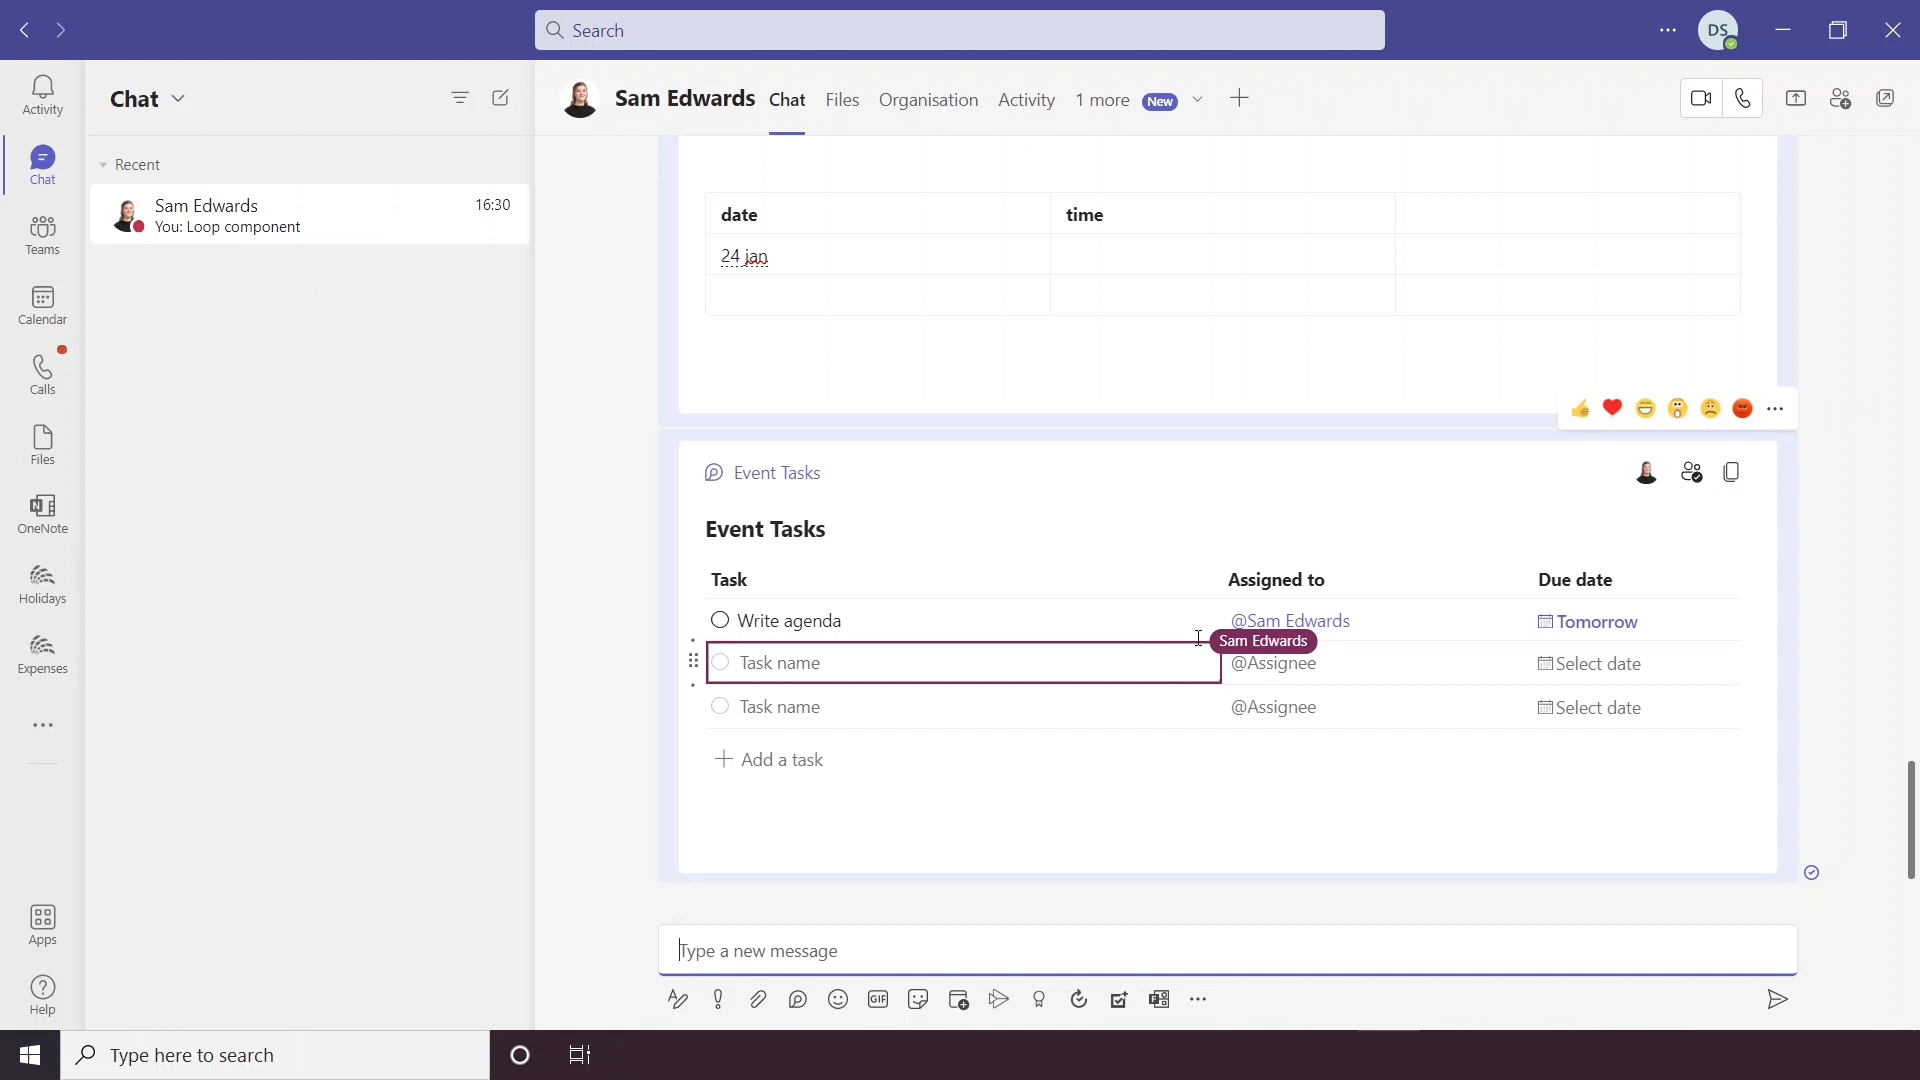 Search
DS
Activity
Chat
Teams
Calendar
Calls
Files
OneNote
Holidays
Expenses
Apps
Help
Chat
Recent
Sam Edwards 16:30
You: Loop component
Sam Edwards Chat Files Organisation Activity 1 more New
date time
24 jan
Event Tasks
Event Tasks
Task Assigned to Due date
Write agenda @Sam Edwards Tomorrow
Sam Edwards
Task name @Assignee Select date
Task name @Assignee Select date
Add a task
Type a new message
GIF
Type here to search